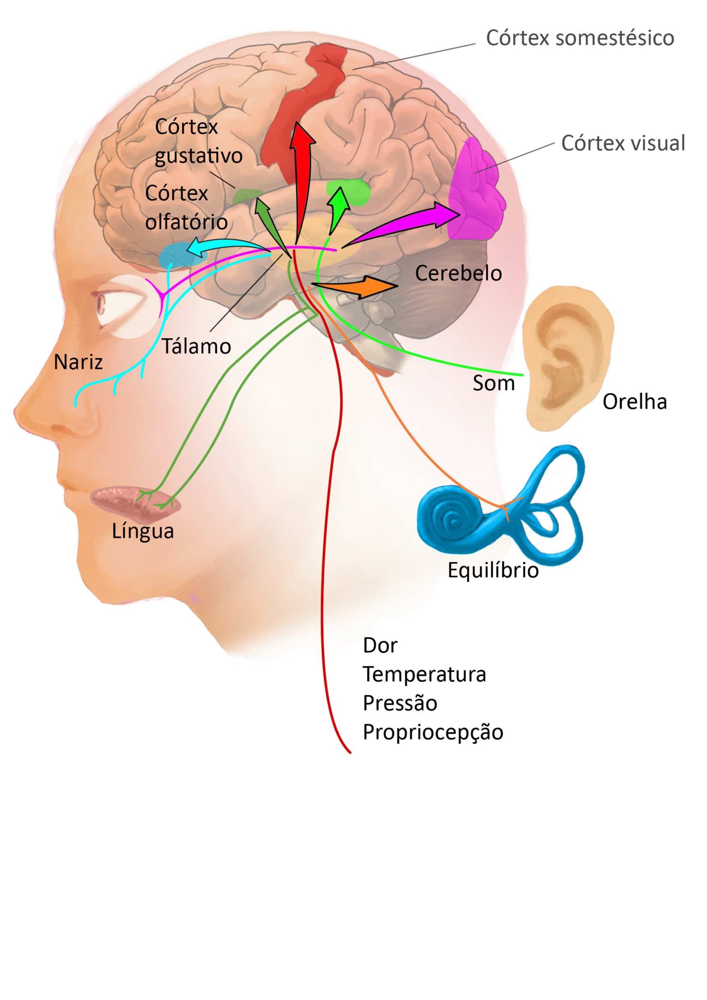 Córtex somestésico
Córtex
gustativo
Córtex visual
Córtex
olfatório
Cerebelo
Tálamo
Nariz
Som
Orelha
Língua
Equilíbrio
Dor
Temperatura
Pressão
Propriocepção